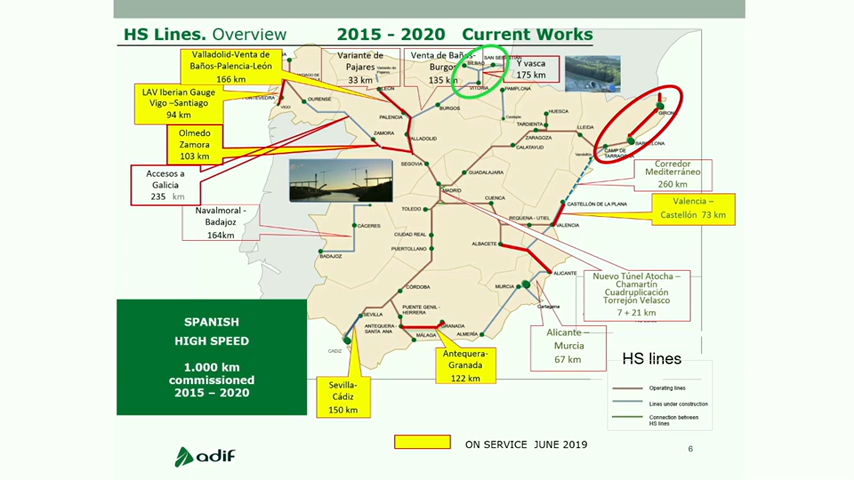 HS Lines. Overview 2015 - 2020 Current Works
Valladolid-Venta de
Baños-Palencia-León
166 km
Variante de
Pajares
33 km
Venta de Baños-
Burgos
135 km
Y vasca
175 km
LAV Iberian Gauge
Vigo –Santiago
94 km
Olmedo
Zamora
103 km
Accesos a
Galicia
235 km
Navalmoral -
Badajoz
164km
Corredor
Mediterráneo
260 km
Valencia –
Castellón 73 km
Nuevo Túnel Atocha –
Chamartín
Cuadruplicación
Torrejón Velasco
7 + 21 km
Alicante –
Murcia
67 km
Antequera-
Granada
122 km
Sevilla-
Cádiz
150 km
BILBAO
SAN SEBASTIÁN
VITORIA
PAMPLONA
LEÓN
OURENSE
VIGO
BURGOS
PALENCIA
ZAMORA
VALLADOLID
SEGOVIA
HUESCA
TARDIENTA
ZARAGOZA
CALATAYUD
LLEIDA
GIRONA
BARCELONA
CAMP DE
TARRAGONA
GUADALAJARA
MADRID
TOLEDO
CUENCA
REQUENA - UTIEL
VALENCIA
CASTELLÓN DE LA PLANA
CÁCERES
BADAJOZ
CIUDAD REAL
PUERTOLLANO
ALBACETE
ALICANTE
MURCIA
Cartagena
CÓRDOBA
SEVILLA
PUENTE GENIL -
HERRERA
ANTEQUERA -
SANTA ANA
GRANADA
MÁLAGA
ALMERÍA
CADIZ
SPANISH
HIGH SPEED
1.000 km
commissioned
2015 – 2020
HS lines
Operating lines
Lines under construction
Connection between
HS lines
adif
ON SERVICE JUNE 2019
6